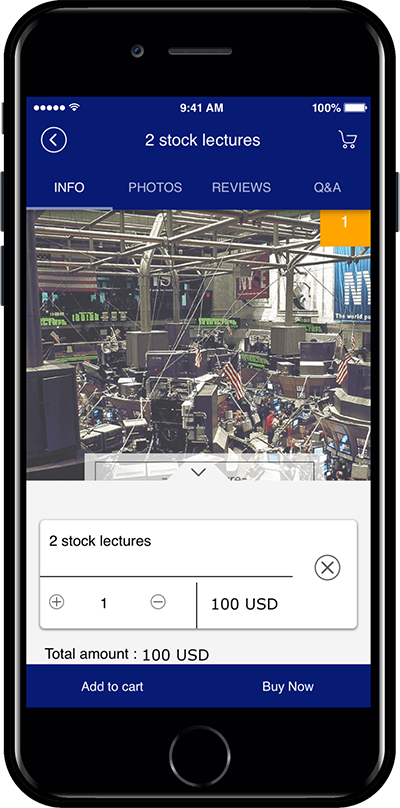 9:41 AM
100%
2 stock lectures
INFO
PHOTOS
REVIEWS
Q&A
1
NY
The world pu
2 stock lectures
1
100 USD
Total amount : 100 USD
Add to cart
Buy Now